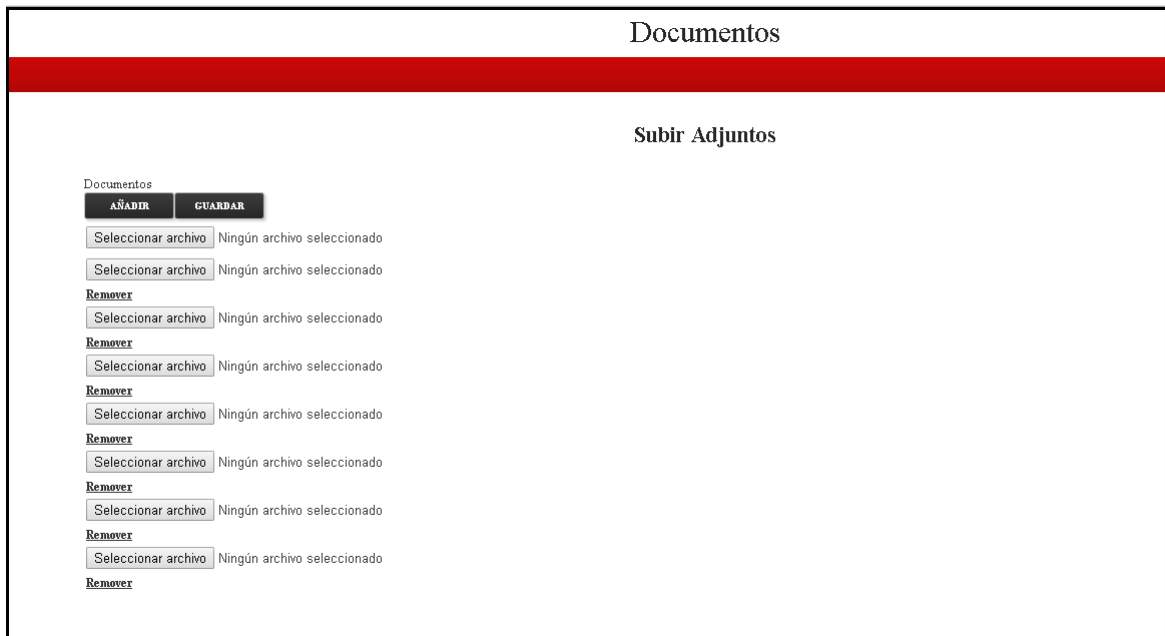 Documentos
Subir Adjuntos
Documentos
AÑADIR GUARDAR
Seleccionar archivo Ningún archivo seleccionado
Seleccionar archivo Ningún archivo seleccionado
Remover
Seleccionar archivo Ningún archivo seleccionado
Remover
Seleccionar archivo Ningún archivo seleccionado
Remover
Seleccionar archivo Ningún archivo seleccionado
Remover
Seleccionar archivo Ningún archivo seleccionado
Remover
Seleccionar archivo Ningún archivo seleccionado
Remover
Seleccionar archivo Ningún archivo seleccionado
Remover